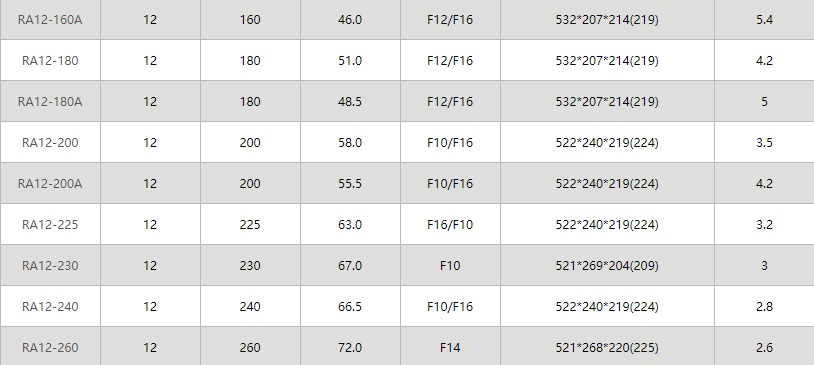 RA12-160A 12 160 46.0 F12/F16 532*207*214(219) 5.4
RA12-180 12 180 51.0 F12/F16 532*207*214(219) 4.2
RA12-180A 12 180 48.5 F12/F16 532*207*214(219) 5
RA12-200 12 200 58.0 F10/F16 522*240*219(224) 3.5
RA12-200A 12 200 55.5 F10/F16 522*240*219(224) 4.2
RA12-225 12 225 63.0 F16/F10 522*240*219(224) 3.2
RA12-230 12 230 67.0 F10 521*269*204(209) 3
RA12-240 12 240 66.5 F10/F16 522*240*219(224) 2.8
RA12-260 12 260 72.0 F14 521*268*220(225) 2.6